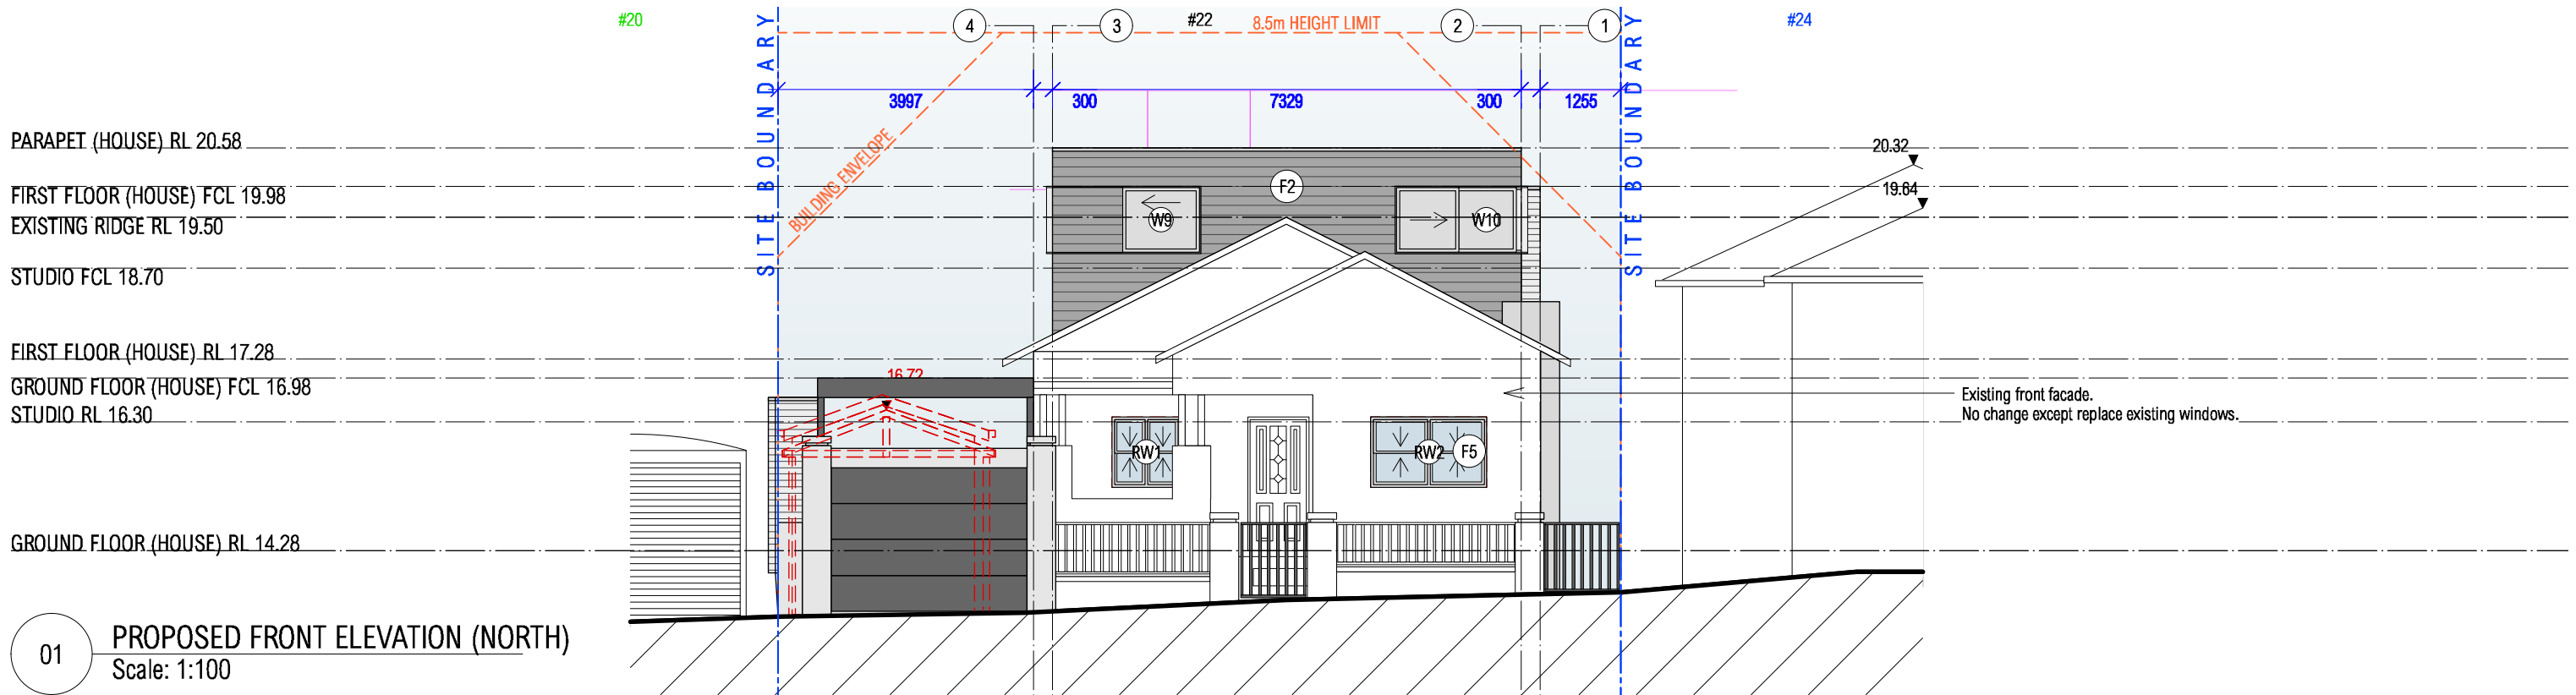 #20
4
3
#22
8.5m HEIGHT LIMIT
2
1
#24
SITE BOUNDARY
SITE BOUNDARY
3997
300
7329
300
1255
BUILDING ENVELOPE
PARAPET (HOUSE) RL 20.58
20.32
FIRST FLOOR (HOUSE) FCL 19.98
F2
19.64
EXISTING RIDGE RL 19.50
W9
W10
STUDIO FCL 18.70
FIRST FLOOR (HOUSE) RL 17.28
16.72
GROUND FLOOR (HOUSE) FCL 16.98
Existing front facade.
No change except replace existing windows.
STUDIO RL 16.30
RW1
RW2
F5
GROUND FLOOR (HOUSE) RL 14.28
01
PROPOSED FRONT ELEVATION (NORTH)
Scale: 1:100